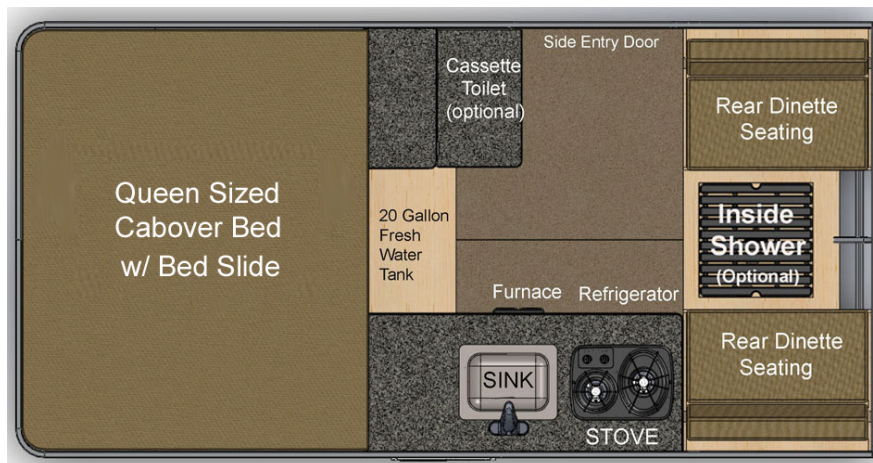 Side Entry Door
Cassette
Toilet
(optional)
Rear Dinette
Seating
Queen Sized
Cabover Bed
w/ Bed Slide
20 Gallon
Fresh
Water
Tank
Inside
Shower
(Optional)
Furnace
Refrigerator
Rear Dinette
Seating
SINK
STOVE